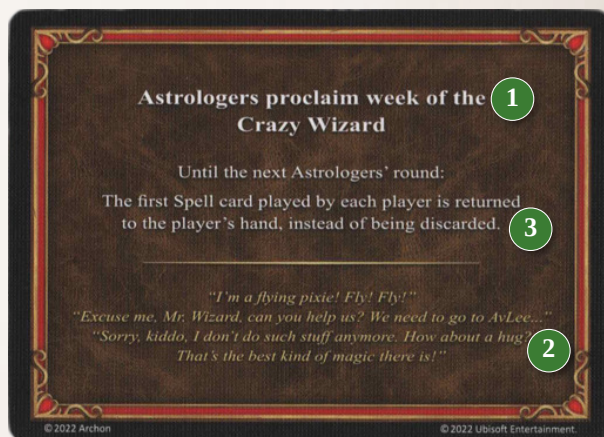 Astrologers proclaim week of the
Crazy Wizard
1
Until the next Astrologers' round:
The first Spell card played by each player is returned
to the player's hand, instead of being discarded.
3
"I'm a flying pixie! Fly! Fly!"
"Excuse me, Mr. Wizard, can you help us? We need to go to AvLee..."
"Sorry, kiddo, I don't do such stuff anymore. How about a hug?
2
That's the best kind of magic there is!"
©2022 Archon
©2022 Ubisoft Entertainment.